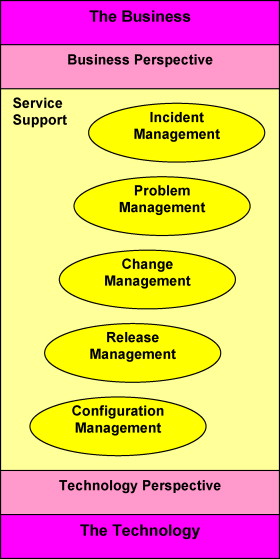 The Business
Business Perspective
Service
Support
Incident
Management
Problem
Management
Change
Management
Release
Management
Configuration
Management
Technology Perspective
The Technology